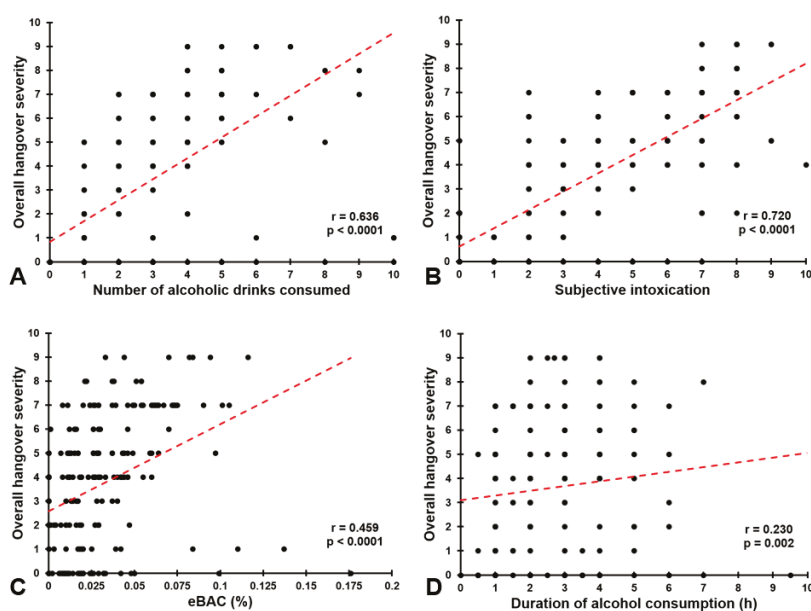 10
9
8
7
6
5
4
3
2
1
0
Overall hangover severity
r = 0.636
p < 0.0001
0 1 2 3 4 5 6 7 8 9 10
A
Number of alcoholic drinks consumed
10
9
8
7
6
5
4
3
2
1
0
Overall hangover severity
r = 0.720
p < 0.0001
0 1 2 3 4 5 6 7 8 9 10
B
Subjective intoxication
10
9
8
7
6
5
4
3
2
1
0
Overall hangover severity
r = 0.459
p < 0.0001
0 0.025 0.05 0.075 0.1 0.125 0.15 0.175 0.2
C
eBAC (%)
10
9
8
7
6
5
4
3
2
1
0
Overall hangover severity
r = 0.230
p = 0.002
0 1 2 3 4 5 6 7 8 9 10
D
Duration of alcohol consumption (h)